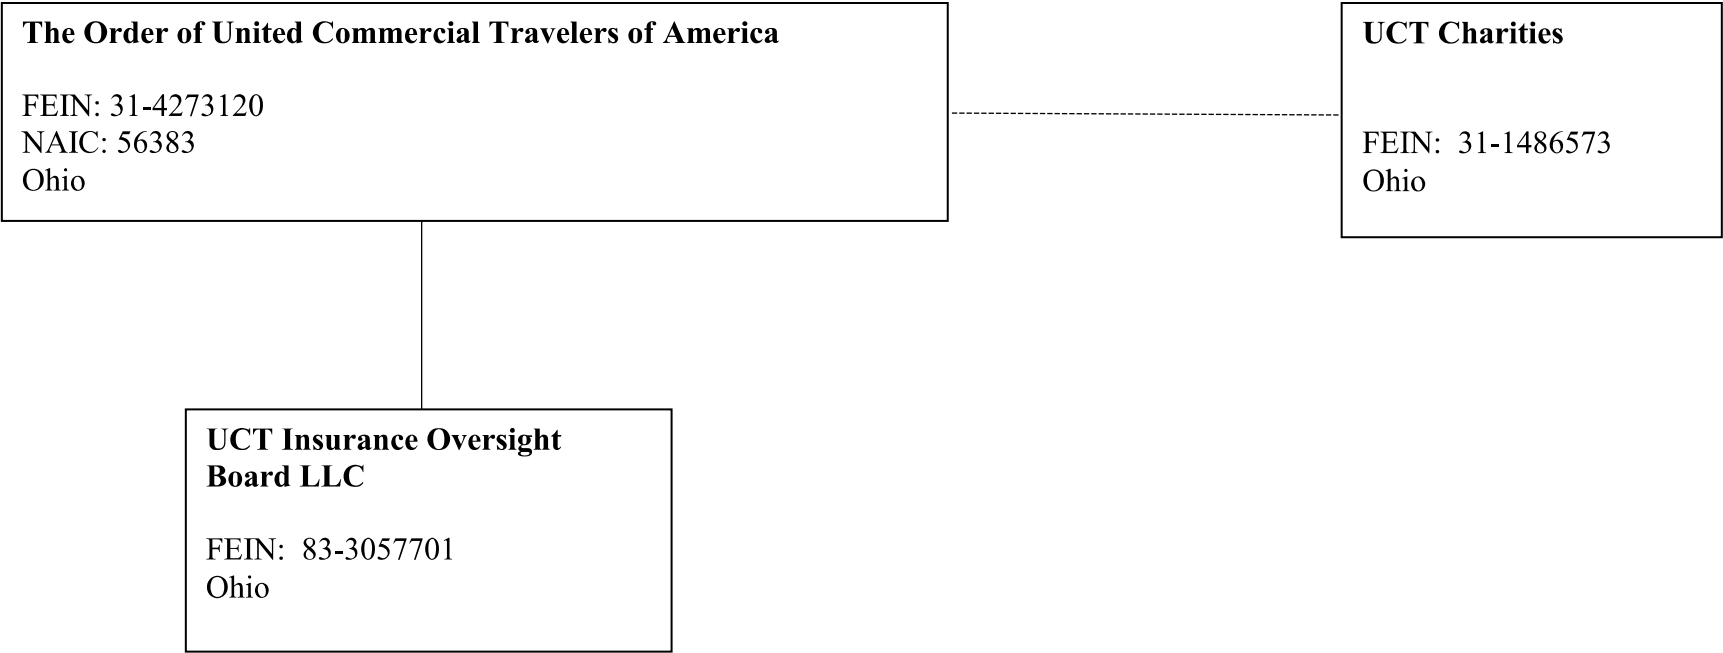 The Order of United Commercial Travelers of America
FEIN: 31-4273120
NAIC: 56383
Ohio
UCT Charities
FEIN:  31-1486573
Ohio
UCT Insurance Oversight
Board LLC
FEIN:  83-3057701
Ohio